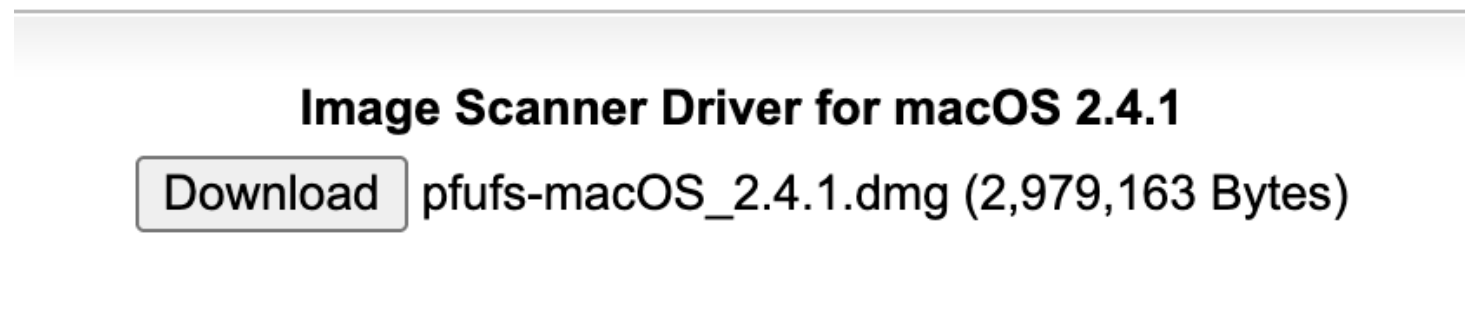 Image Scanner Driver for macOS 2.4.1
Download pfufs-macOS_2.4.1.dmg (2,979,163 Bytes)